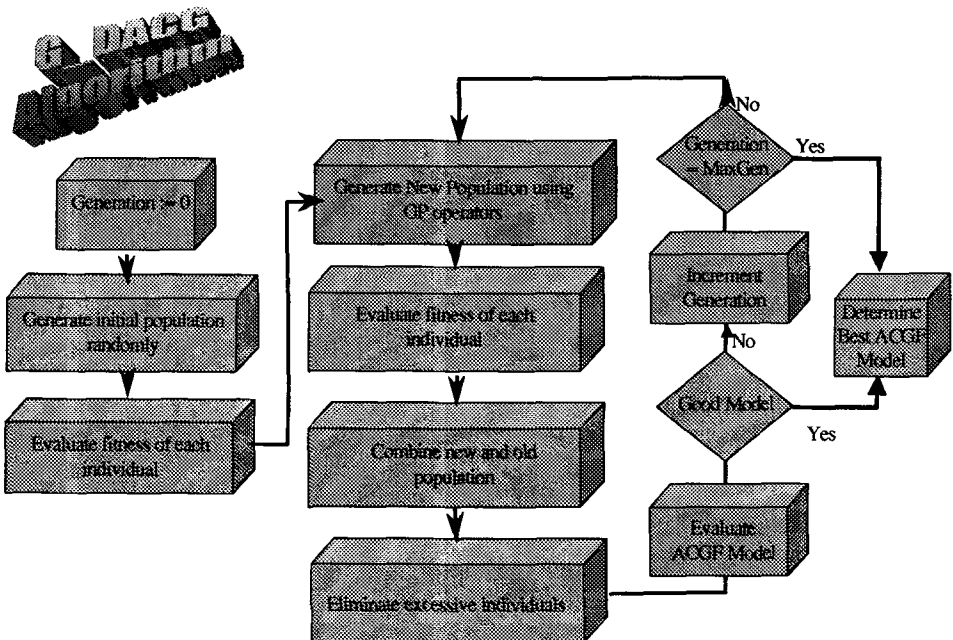 G DACG
Algorithm
Generation := 0
Generate initial population
randomly
Evaluate fitness of each
individual
Generate New Population using
GP operators
Evaluate fitness of each
individual
Combine new and old
population
Eliminate excessive individuals
Evaluate
ACGF Model
Good Model
Yes
No
Increment
Generation
Generation
= MaxGen
No
Yes
Determine
Best ACGF
Model